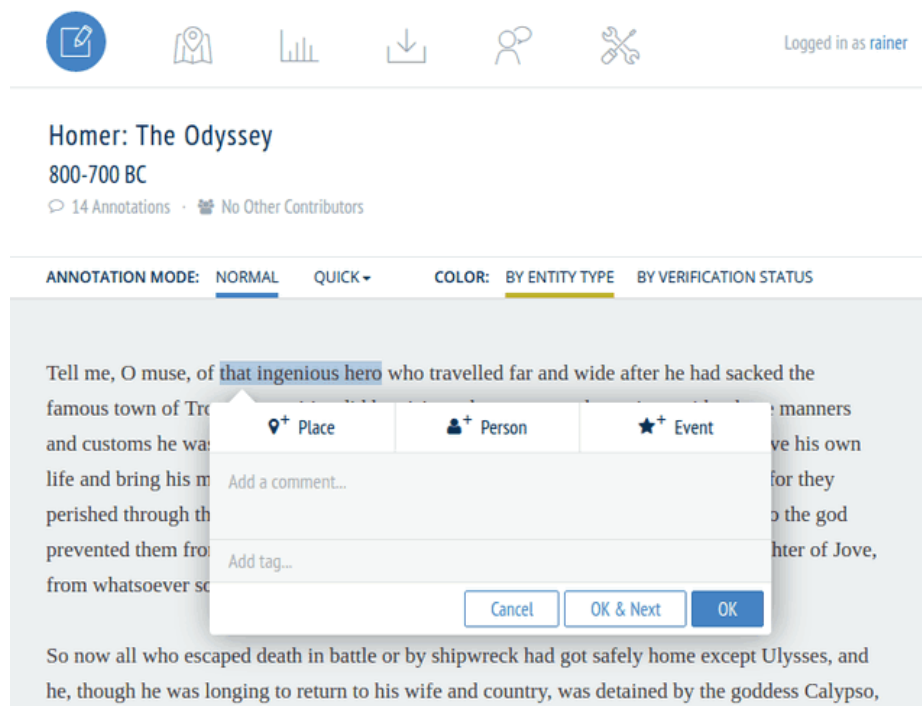 Logged in as rainer
Homer: The Odyssey
800-700 BC
14 Annotations · No Other Contributors
ANNOTATION MODE: NORMAL QUICK COLOR: BY ENTITY TYPE BY VERIFICATION STATUS
Tell me, O muse, of that ingenious hero who travelled far and wide after he had sacked the
famous town of manners
Place Person Event
and customs he own
ve his own
life and bring his for they
Add a comment...
perished through the god
prevented them of Jove,
Add tag...
from whatsoever
Cancel OK & Next OK
So now all who escaped death in battle or by shipwreck had got safely home except Ulysses, and
he, though he was longing to return to his wife and country, was detained by the goddess Calypso,